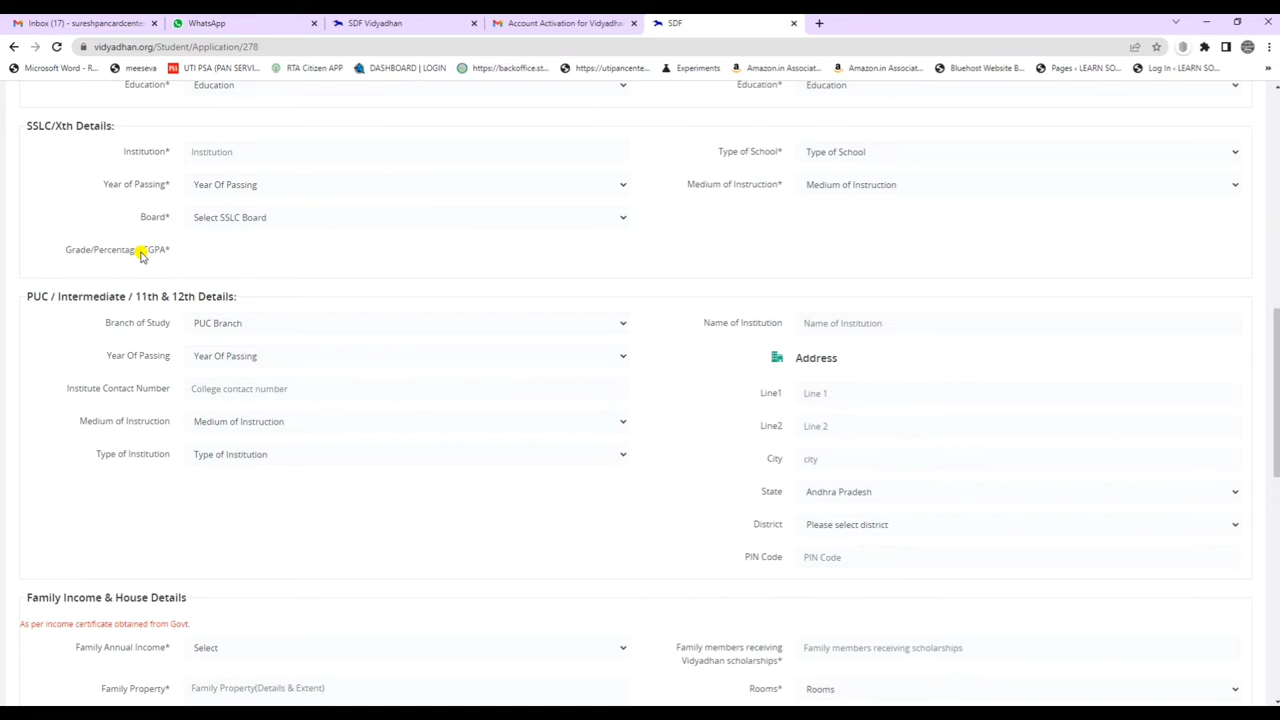 Inbox (17) - sureshpancardcente
WhatsApp
SDF Vidyadhan
Account Activation for Vidyadha
SDF
vidyadhan.org/Student/Application/278
Microsoft Word - R...
meeseva
UTI PSA (PAN SERVI...
RTA Citizen APP
DASHBOARD | LOGIN
https://backoffice.st...
https://utipancente...
Experiments
Amazon.in Associat...
Amazon.in Associat...
Bluehost Website B...
Pages ‹ LEARN SO...
Log In ‹ LEARN S...
»
Education*
Education
Education*
Education
SSLC/Xth Details:
Institution*
Institution
Type of School*
Type of School
Year of Passing*
Year Of Passing
Medium of Instruction*
Medium of Instruction
Board*
Select SSLC Board
PUC / Intermediate / 11th & 12th Details:
Branch of Study
PUC Branch
Name of Institution
Name of Institution
Year Of Passing
Year Of Passing
Address
Institute Contact Number
College contact number
Line1
Line 1
Medium of Instruction
Medium of Instruction
Line2
Line 2
Type of Institution
Type of Institution
City
city
State
Andhra Pradesh
District
Please select district
PIN Code
PIN Code
Family Income & House Details
As per income certificate obtained from Govt.
Family Annual Income*
Select
Family members receiving
Vidyadhan scholarships*
Family members receiving scholarships
Family Property*
Family Property(Details & Extent)
Rooms*
Rooms